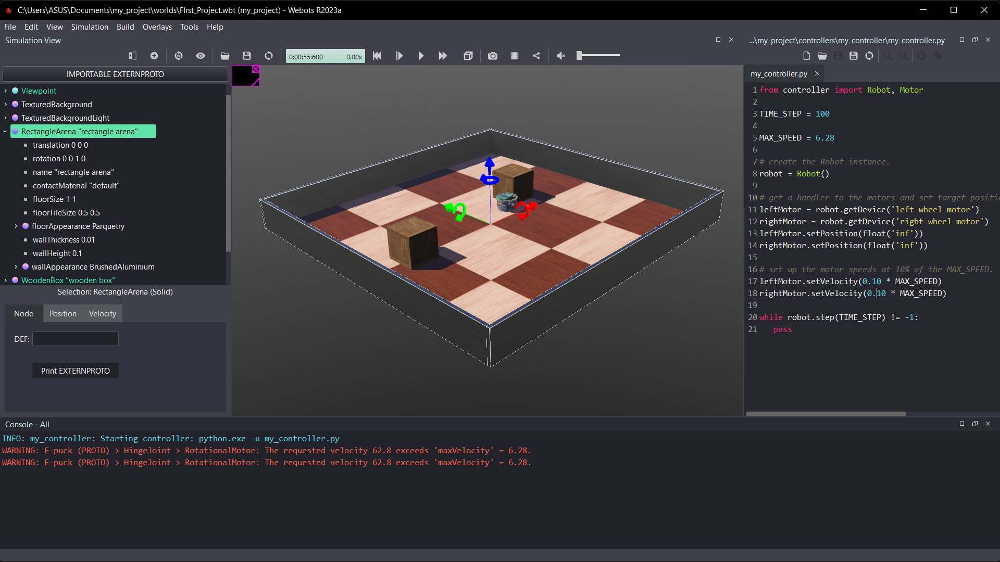 C:\Users\ASUS\Documents\my_project\worlds\FIrst_Project.wbt (my_project) - Webots R2023a
File Edit View Simulation Build Overlays Tools Help
Simulation View
0:00:55:600 - 0.00x
IMPORTABLE EXTERNPROTO
Viewpoint
TexturedBackground
TexturedBackgroundLight
RectangleArena "rectangle arena"
translation 0 0 0
rotation 0 0 1 0
name "rectangle arena"
contactMaterial "default"
floorSize 1 1
floorTileSize 0.5 0.5
floorAppearance Parquetry
wallThickness 0.01
wallHeight 0.1
wallAppearance BrushedAluminium
WoodenBox "wooden box"
Selection: RectangleArena (Solid)
Node Position Velocity
DEF:
Print EXTERNPROTO
...\my_project\controllers\my_controller\my_controller.py
my_controller.py
1 from controller import Robot, Motor
2
3 TIME_STEP = 100
4
5 MAX_SPEED = 6.28
6
7 # create the Robot instance.
8 robot = Robot()
9
10 # get a handler to the motors and set target positi
11 leftMotor = robot.getDevice('left wheel motor')
12 rightMotor = robot.getDevice('right wheel motor')
13 leftMotor.setPosition(float('inf'))
14 rightMotor.setPosition(float('inf'))
15
16 # set up the motor speeds at 10% of the MAX_SPEED.
17 leftMotor.setVelocity(0.10 * MAX_SPEED)
18 rightMotor.setVelocity(0.10 * MAX_SPEED)
19
20 while robot.step(TIME_STEP) != -1:
21 pass
Console - All
INFO: my_controller: Starting controller: python.exe -u my_controller.py
WARNING: E-puck (PROTO) > HingeJoint > RotationalMotor: The requested velocity 62.8 exceeds 'maxVelocity' = 6.28.
WARNING: E-puck (PROTO) > HingeJoint > RotationalMotor: The requested velocity 62.8 exceeds 'maxVelocity' = 6.28.